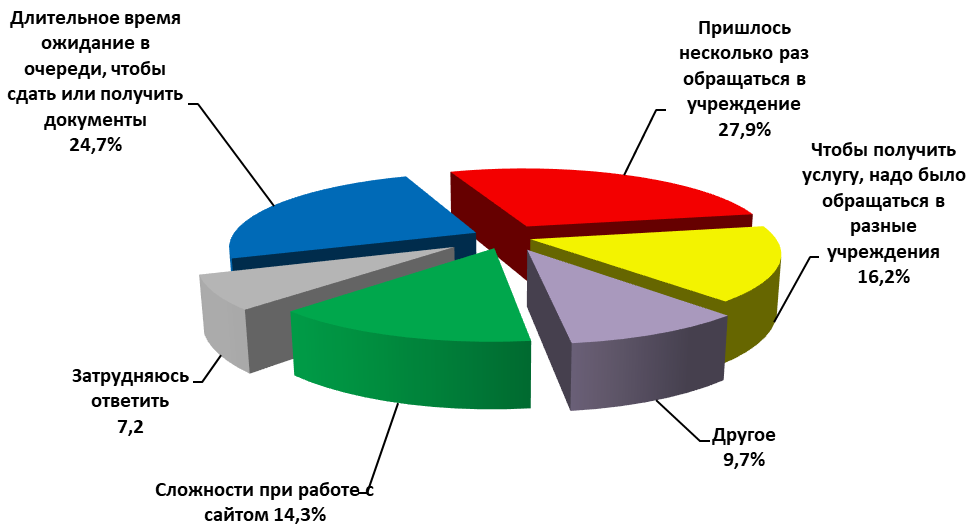 Длительное время
ожидание в
очереди, чтобы
сдать или получить
документы
24,7%
Пришлось
несколько раз
обращаться в
учреждение
27,9%
Чтобы получить
услугу, надо было
обращаться в
разные
учреждения
16,2%
Затрудняюсь
ответить
7,2
Другое
9,7%
Сложности при работе с
сайтом 14,3%